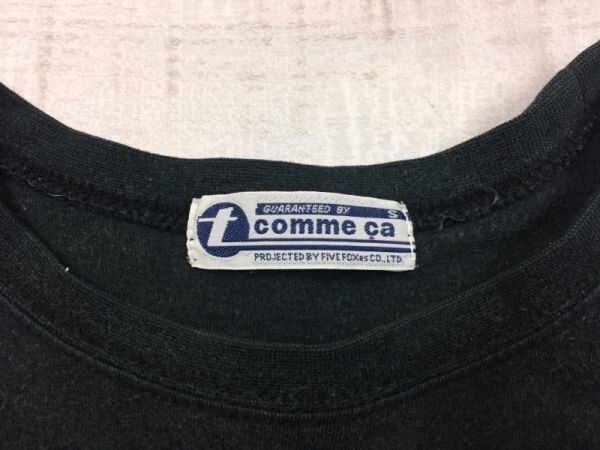 GUARANTEED BY S
t comme ça
PROJECTED BY FIVE FOXes CO.,LTD.